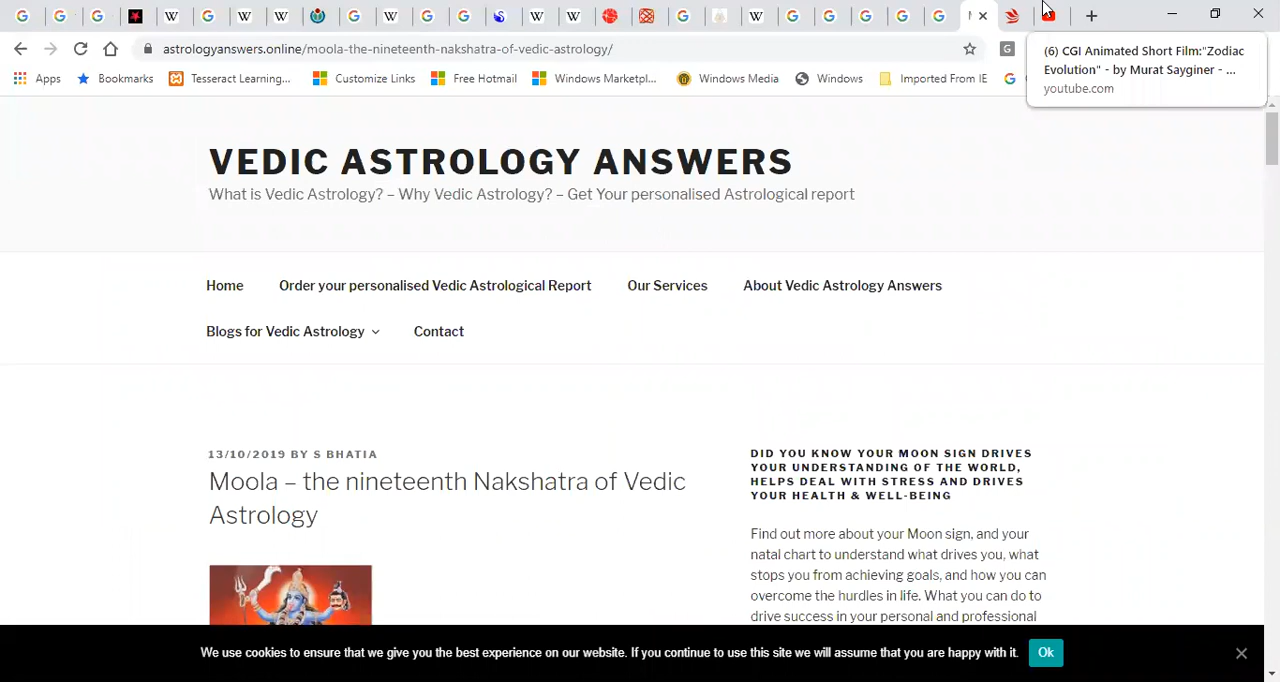 astrologyanswers.online/moola-the-nineteenth-nakshatra-of-vedic-astrology/
(6) CGI Animated Short Film:"Zodiac
Evolution" - by Murat Sayginer - ...
youtube.com
Apps
Bookmarks
Tesseract Learning...
Customize Links
Free Hotmail
Windows Marketpl...
Windows Media
Windows
Imported From IE
VEDIC ASTROLOGY ANSWERS
What is Vedic Astrology? – Why Vedic Astrology? – Get Your personalised Astrological report
Home
Order your personalised Vedic Astrological Report
Our Services
About Vedic Astrology Answers
Blogs for Vedic Astrology
Contact
13/10/2019 BY S BHATIA
Moola – the nineteenth Nakshatra of Vedic
Astrology
DID YOU KNOW YOUR MOON SIGN DRIVES
YOUR UNDERSTANDING OF THE WORLD,
HELPS DEAL WITH STRESS AND DRIVES
YOUR HEALTH & WELL-BEING
Find out more about your Moon sign, and your
natal chart to understand what drives you, what
stops you from achieving goals, and how you can
overcome the hurdles in life. What you can do to
drive success in your personal and professional
We use cookies to ensure that we give you the best experience on our website. If you continue to use this site we will assume that you are happy with it.
Ok